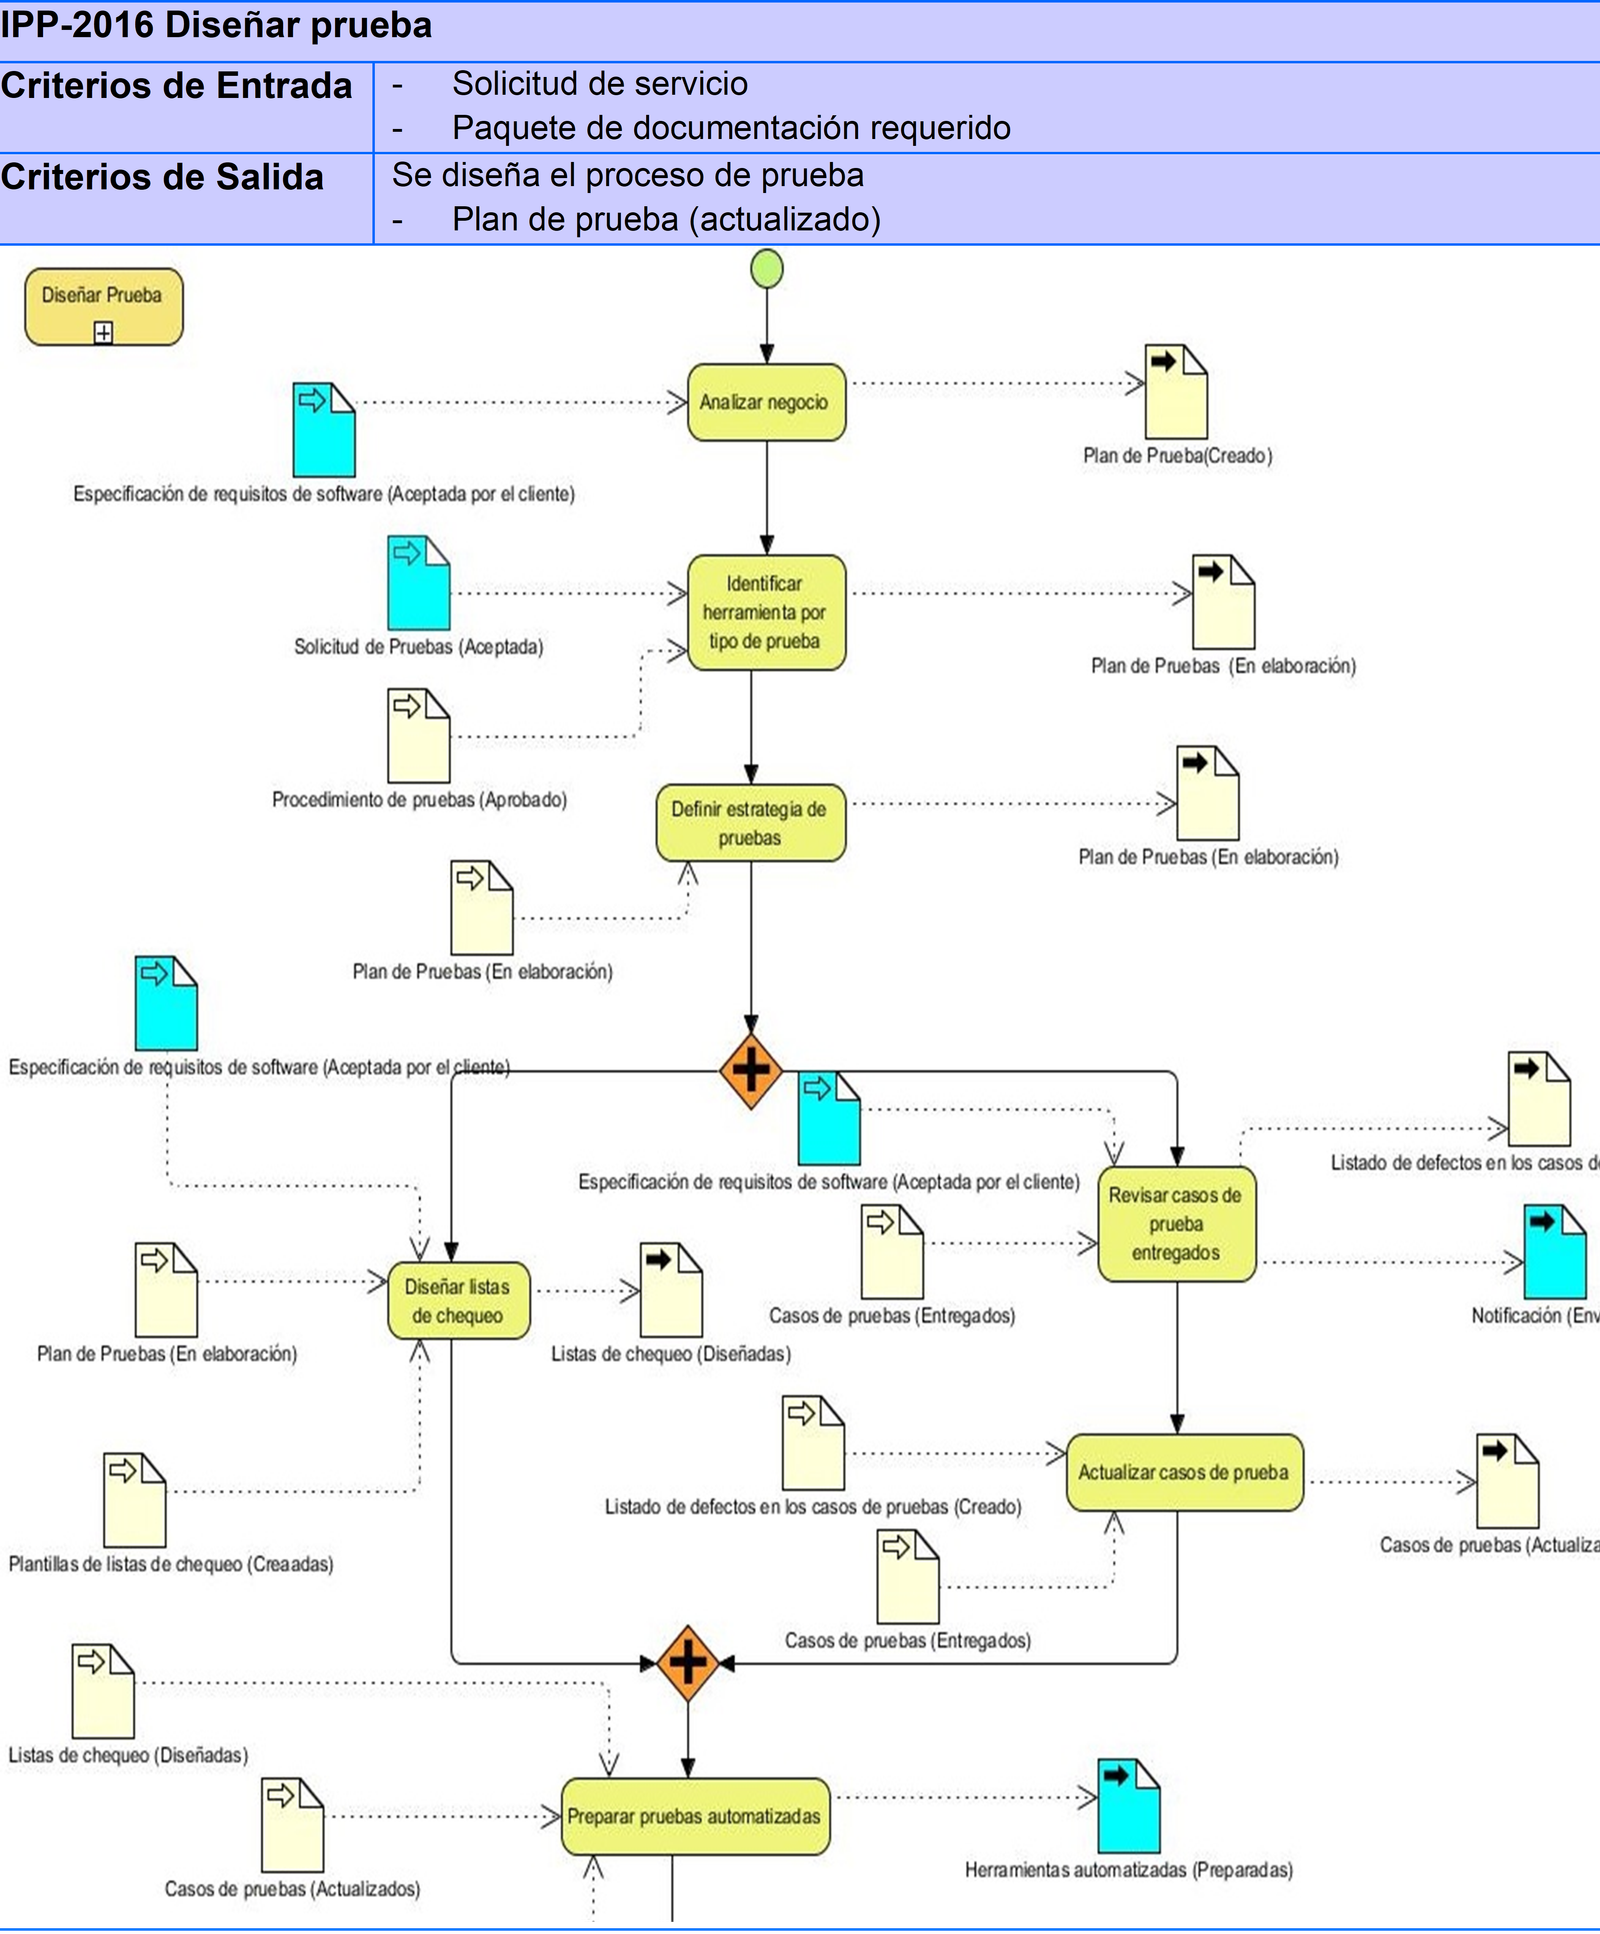 IPP-2016 Diseñar prueba
Criterios de Entrada
- Solicitud de servicio
- Paquete de documentación requerido
Criterios de Salida
Se diseña el proceso de prueba
- Plan de prueba (actualizado)
Diseñar Prueba
Analizar negocio
Plan de Prueba(Creado)
Especificación de requisitos de software (Aceptada por el cliente)
Identificar
herramienta por
tipo de prueba
Solicitud de Pruebas (Aceptada)
Plan de Pruebas (En elaboración)
Procedimiento de pruebas (Aprobado)
Definir estrategia de
pruebas
Plan de Pruebas (En elaboración)
Plan de Pruebas (En elaboración)
Especificación de requisitos de software (Aceptada por el cliente)
Especificación de requisitos de software (Aceptada por el cliente)
Listado de defectos en los casos
Revisar casos de
prueba
entregados
Casos de pruebas (Entregados)
Notificación
Diseñar listas
de chequeo
Plan de Pruebas (En elaboración)
Listas de chequeo (Diseñadas)
Actualizar casos de prueba
Listado de defectos en los casos de pruebas (Creado)
Casos de pruebas
Plantillas de listas de chequeo (Creaadas)
Casos de pruebas (Entregados)
Listas de chequeo (Diseñadas)
Preparar pruebas automatizadas
Herramientas automatizadas (Preparadas)
Casos de pruebas (Actualizados)